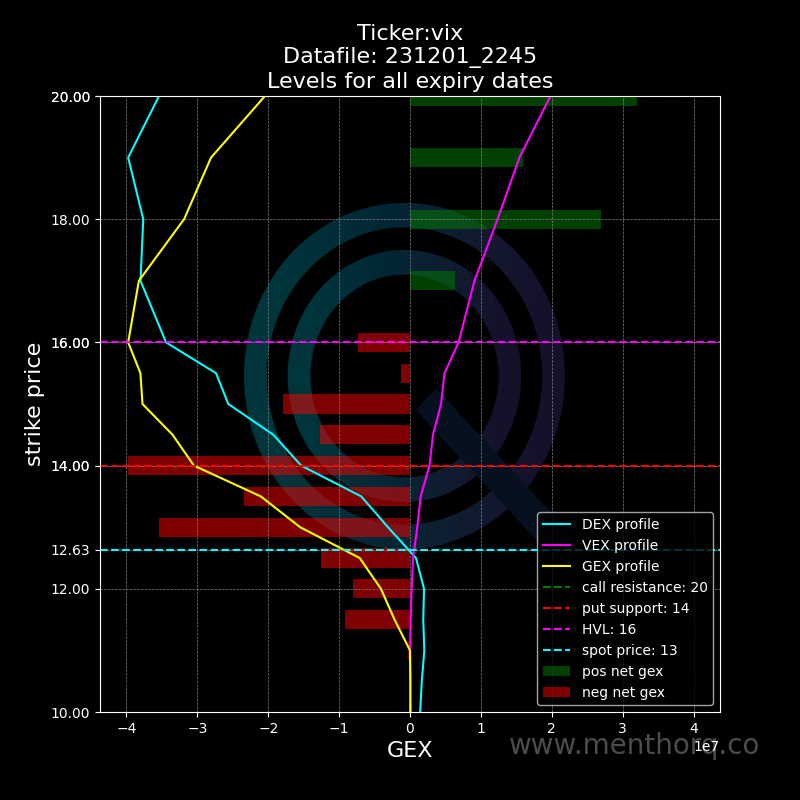 Ticker:vix
Datafile: 231201_2245
Levels for all expiry dates
20.00
18.00
16.00
14.00
12.63
12.00
10.00
strike price
DEX profile
VEX profile
GEX profile
call resistance: 20
put support: 14
HVL: 16
spot price: 13
pos net gex
neg net gex
−4 −3 −2 −1 0 1 2 3 4
1e7
GEX
www.menthorq.co